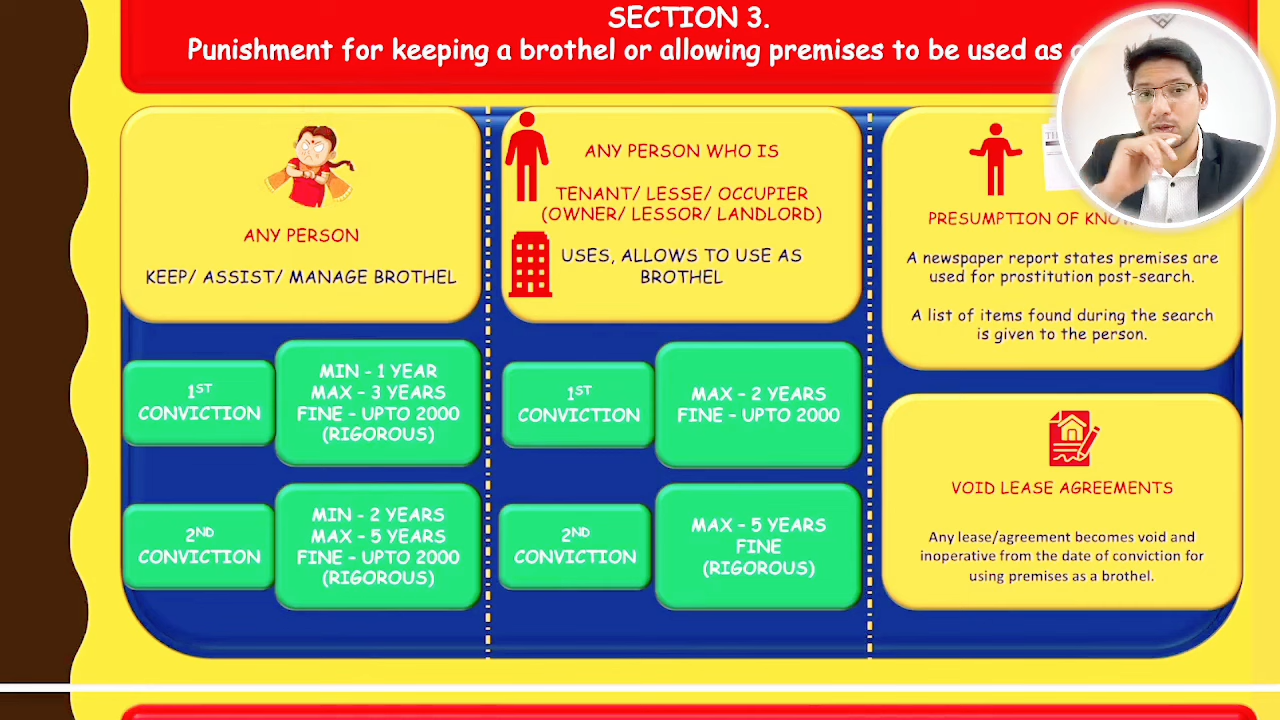 SECTION 3.
Punishment for keeping a brothel or allowing premises to be used as
ANY PERSON
KEEP/ ASSIST/ MANAGE BROTHEL
1ST
CONVICTION
MIN - 1 YEAR
MAX - 3 YEARS
FINE - UPTO 2000
(RIGOROUS)
2ND
CONVICTION
MIN - 2 YEARS
MAX - 5 YEARS
FINE - UPTO 2000
(RIGOROUS)
ANY PERSON WHO IS
TENANT/ LESSE/ OCCUPIER
(OWNER/ LESSOR/ LANDLORD)
USES, ALLOWS TO USE AS
BROTHEL
1ST
CONVICTION
MAX - 2 YEARS
FINE - UPTO 2000
2ND
CONVICTION
MAX - 5 YEARS
FINE
(RIGOROUS)
PRESUMPTION OF
A newspaper report states premises are
used for prostitution post-search.
A list of items found during the search
is given to the person.
VOID LEASE AGREEMENTS
Any lease/agreement becomes void and
inoperative from the date of conviction for
using premises as a brothel.